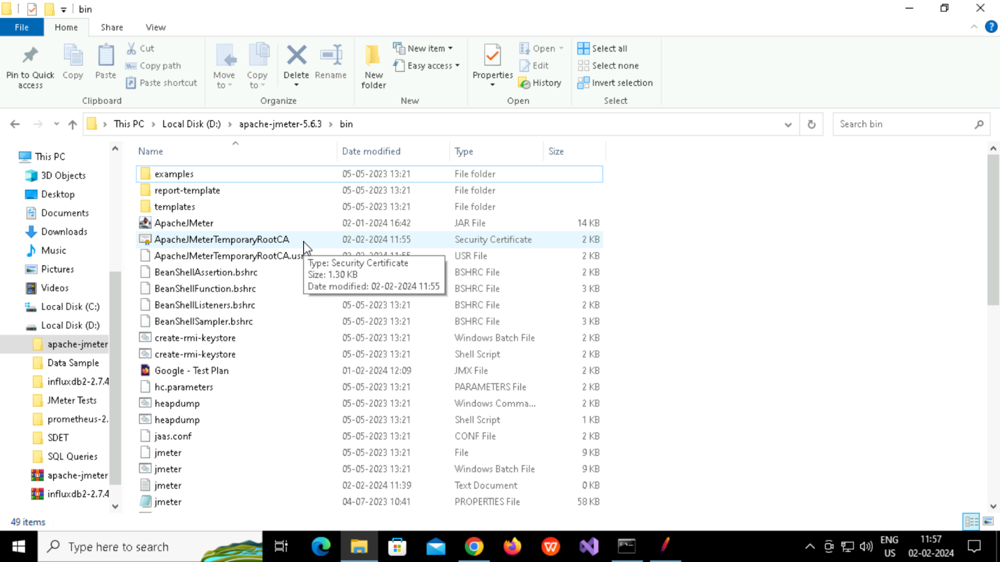 bin
File Home Share View
Pin to Quick access
Copy
Paste
Cut
Copy path
Paste shortcut
Clipboard
Move to
Copy to
Delete
Rename
Organize
New folder
New item
Easy access
New
Properties
Open
Edit
History
Open
Select all
Select none
Invert selection
Select
This PC > Local Disk (D:) > apache-jmeter-5.6.3 > bin
Search bin
This PC
3D Objects
Desktop
Documents
Downloads
Music
Pictures
Videos
Local Disk (C:)
Local Disk (D:)
apache-jmeter
Data Sample
influxdb2-2.7.4
JMeter Tests
prometheus-2.
SDET
SQL Queries
apache-jmeter
influxdb2-2.7.4
Name Date modified Type Size
examples 05-05-2023 13:21 File folder
report-template 05-05-2023 13:21 File folder
templates 05-05-2023 13:21 File folder
ApacheJMeter 02-01-2024 16:42 JAR File 14 KB
ApacheJMeterTemporaryRootCA 02-02-2024 11:55 Security Certificate 2 KB
ApacheJMeterTemporaryRootCA.usr USR File 2 KB
Type: Security Certificate
Size: 1.30 KB
Date modified: 02-02-2024 11:55
BeanShellAssertion.bshrc BSHRC File 2 KB
BeanShellFunction.bshrc BSHRC File 3 KB
BeanShellListeners.bshrc 05-05-2023 13:21 BSHRC File 2 KB
BeanShellSampler.bshrc 05-05-2023 13:21 BSHRC File 3 KB
create-rmi-keystore 05-05-2023 13:21 Windows Batch File 2 KB
create-rmi-keystore 05-05-2023 13:21 Shell Script 2 KB
Google - Test Plan 01-02-2024 12:09 JMX File 2 KB
hc.parameters 05-05-2023 13:21 PARAMETERS File 2 KB
heapdump 05-05-2023 13:21 Windows Comma... 2 KB
heapdump 05-05-2023 13:21 Shell Script 1 KB
jaas.conf 05-05-2023 13:21 CONF File 2 KB
jmeter 05-05-2023 13:21 File 9 KB
jmeter 05-05-2023 13:21 Windows Batch File 9 KB
jmeter 02-02-2024 11:39 Text Document 0 KB
jmeter 04-07-2023 10:41 PROPERTIES File 58 KB
49 items
Type here to search
ENG
US
11:57
02-02-2024